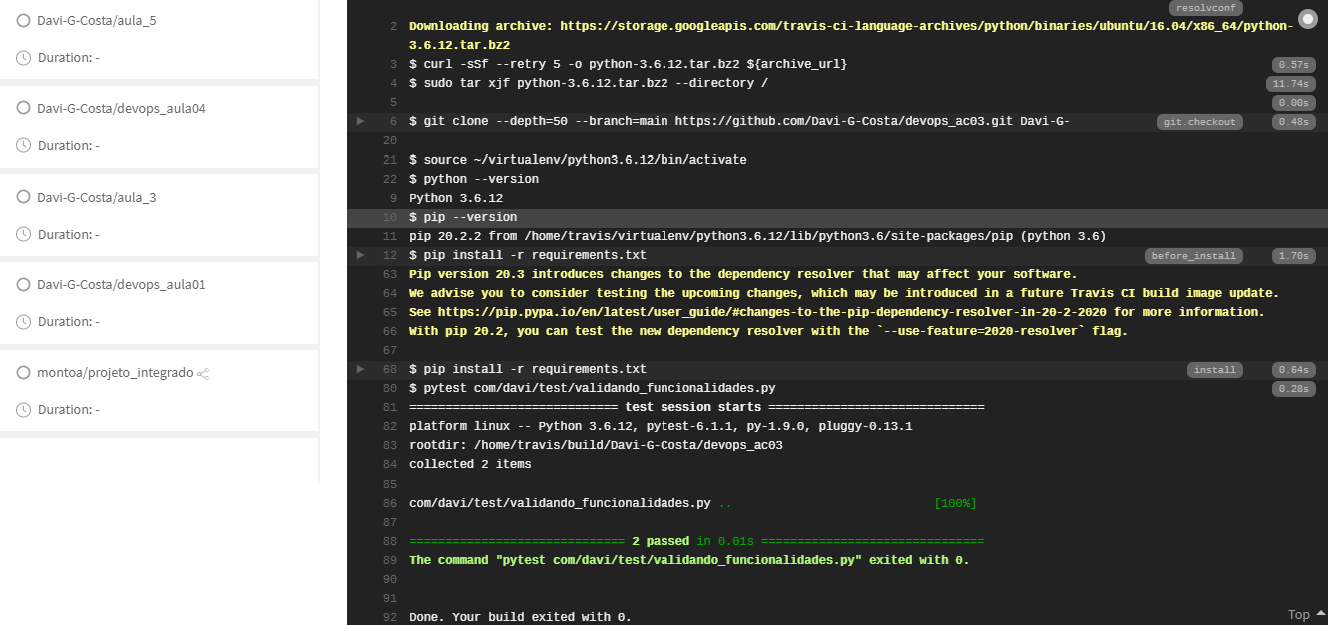 Davi-G-Costa/aula_5
Duration: -
Davi-G-Costa/devops_aula04
Duration: -
Davi-G-Costa/aula_3
Duration: -
Davi-G-Costa/devops_aula01
Duration: -
montoa/projeto_integrado
Duration: -
resolvconf
2 Downloading archive: https://storage.googleapis.com/travis-ci-language-archives/python/binaries/ubuntu/16.04/x86_64/python-
3.6.12.tar.bz2
3 $ curl -sSf --retry 5 -o python-3.6.12.tar.bz2 ${archive_url} 0.57s
4 $ sudo tar xjf python-3.6.12.tar.bz2 --directory / 11.74s
5 0.00s
6 $ git clone --depth=50 --branch=main https://github.com/Davi-G-Costa/devops_ac03.git Davi-G- git.checkout 0.48s
20
21 $ source ~/virtualenv/python3.6.12/bin/activate
22 $ python --version
9 Python 3.6.12
10 $ pip --version
11 pip 20.2.2 from /home/travis/virtualenv/python3.6.12/lib/python3.6/site-packages/pip (python 3.6)
12 $ pip install -r requirements.txt before_install 1.70s
63 Pip version 20.3 introduces changes to the dependency resolver that may affect your software.
64 We advise you to consider testing the upcoming changes, which may be introduced in a future Travis CI build image update.
65 See https://pip.pypa.io/en/latest/user_guide/#changes-to-the-pip-dependency-resolver-in-20-2-2020 for more information.
66 With pip 20.2, you can test the new dependency resolver with the `--use-feature=2020-resolver` flag.
67
68 $ pip install -r requirements.txt install 0.64s
80 $ pytest com/davi/test/validando_funcionalidades.py 0.28s
81 ============================= test session starts ==============================
82 platform linux -- Python 3.6.12, pytest-6.1.1, py-1.9.0, pluggy-0.13.1
83 rootdir: /home/travis/build/Davi-G-Costa/devops_ac03
84 collected 2 items
85
86 com/davi/test/validando_funcionalidades.py .. [100%]
87
88 ============================== 2 passed in 0.01s ===============================
89 The command "pytest com/davi/test/validando_funcionalidades.py" exited with 0.
90
91
92 Done. Your build exited with 0.
Top